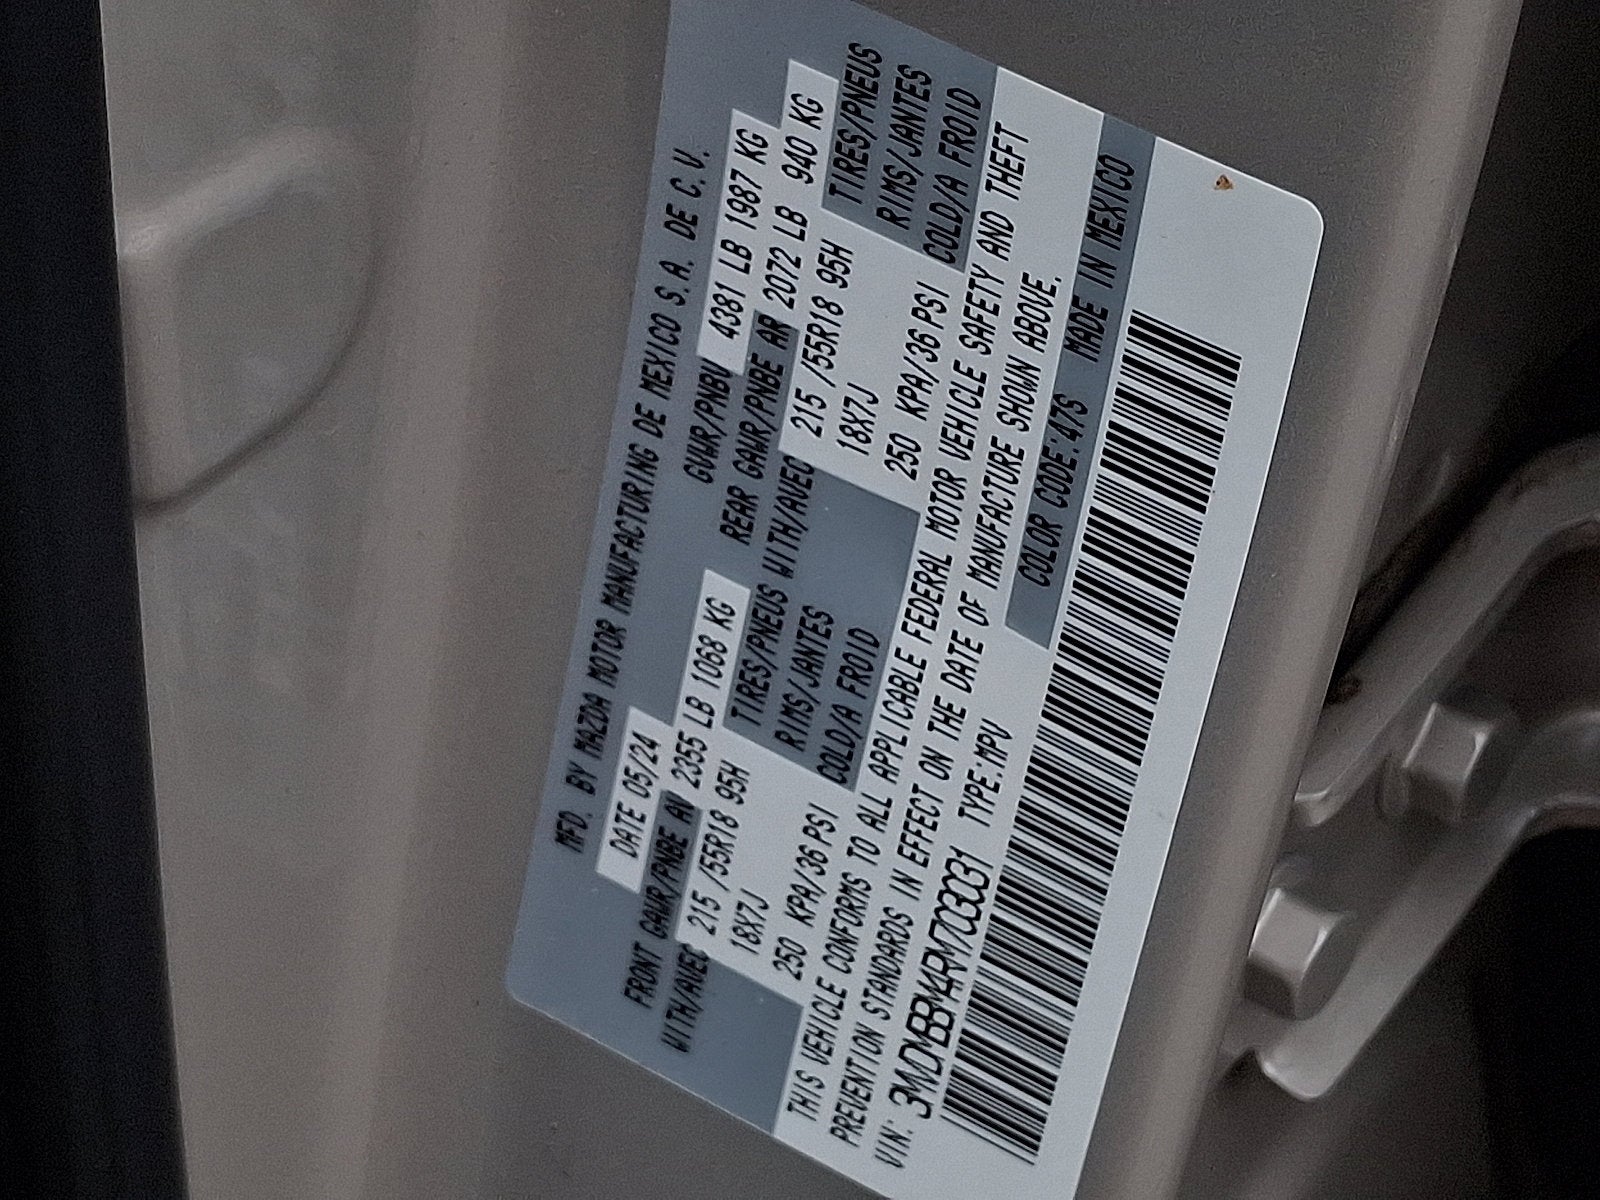 MFD. BY MAZDA MOTOR MANUFACTURING DE MEXICO S.A. DE C.V.
DATE 05/24 GVWR/PNBV 4381 LB 1987 KG
FRONT GAWR/PNBE AV 2355 LB 1068 KG REAR GAWR/PNBE AR 2072 LB 940 KG
WITH/AVEC 215 /55R18 95H TIRES/PNEUS WITH/AVEC 215 /55R18 95H TIRES/PNEUS
18X7J RIMS/JANTES 18X7J RIMS/JANTES
250 KPA/36 PSI COLD/A FROID 250 KPA/36 PSI COLD/A FROID
THIS VEHICLE CONFORMS TO ALL APPLICABLE FEDERAL MOTOR VEHICLE SAFETY AND THEFT
PREVENTION STANDARDS IN EFFECT ON THE DATE OF MANUFACTURE SHOWN ABOVE.
VIN: 3MVDMBBM4RM703031 TYPE:MPV COLOR CODE:47S MADE IN MEXICO